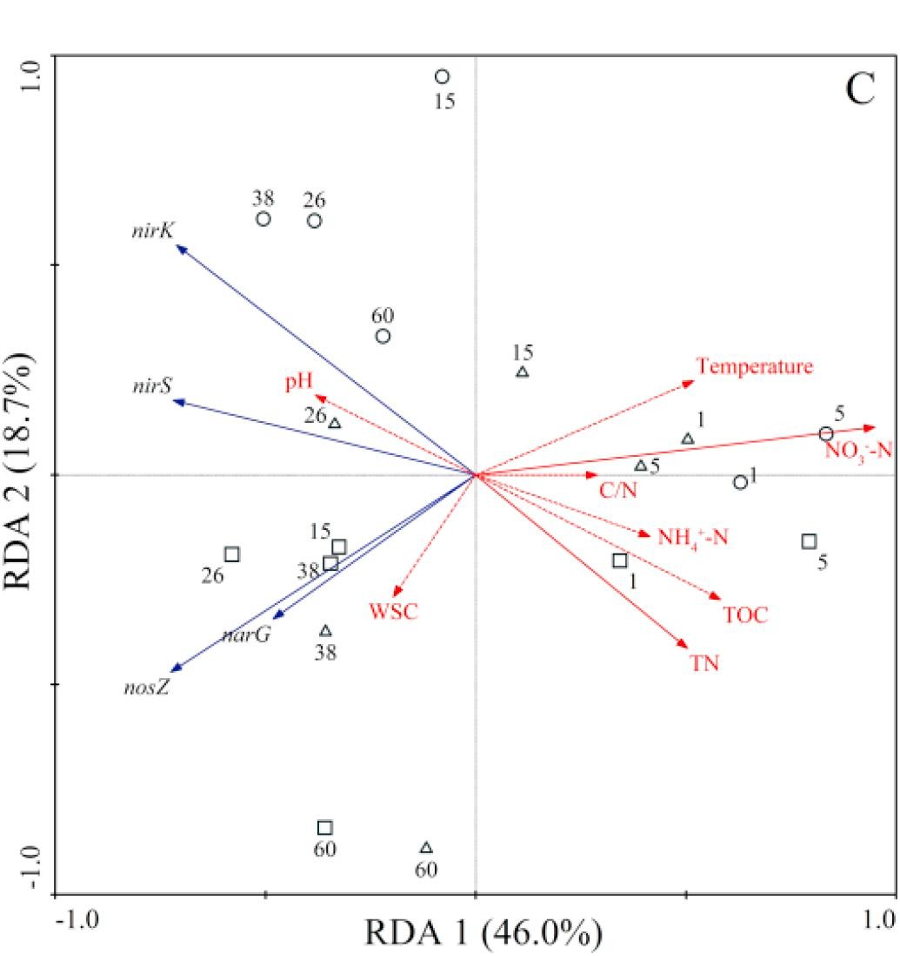 1.0
C
15
38 26
nirK
60
15
Temperature
pH
nirS
26
1
5
NO₃⁻-N
5
1
C/N
15
NH₄⁺-N
38
26
5
1
WSC
TOC
narG
38
TN
nosZ
60
60
-1.0
RDA 2 (18.7%)
-1.0
1.0
RDA 1 (46.0%)